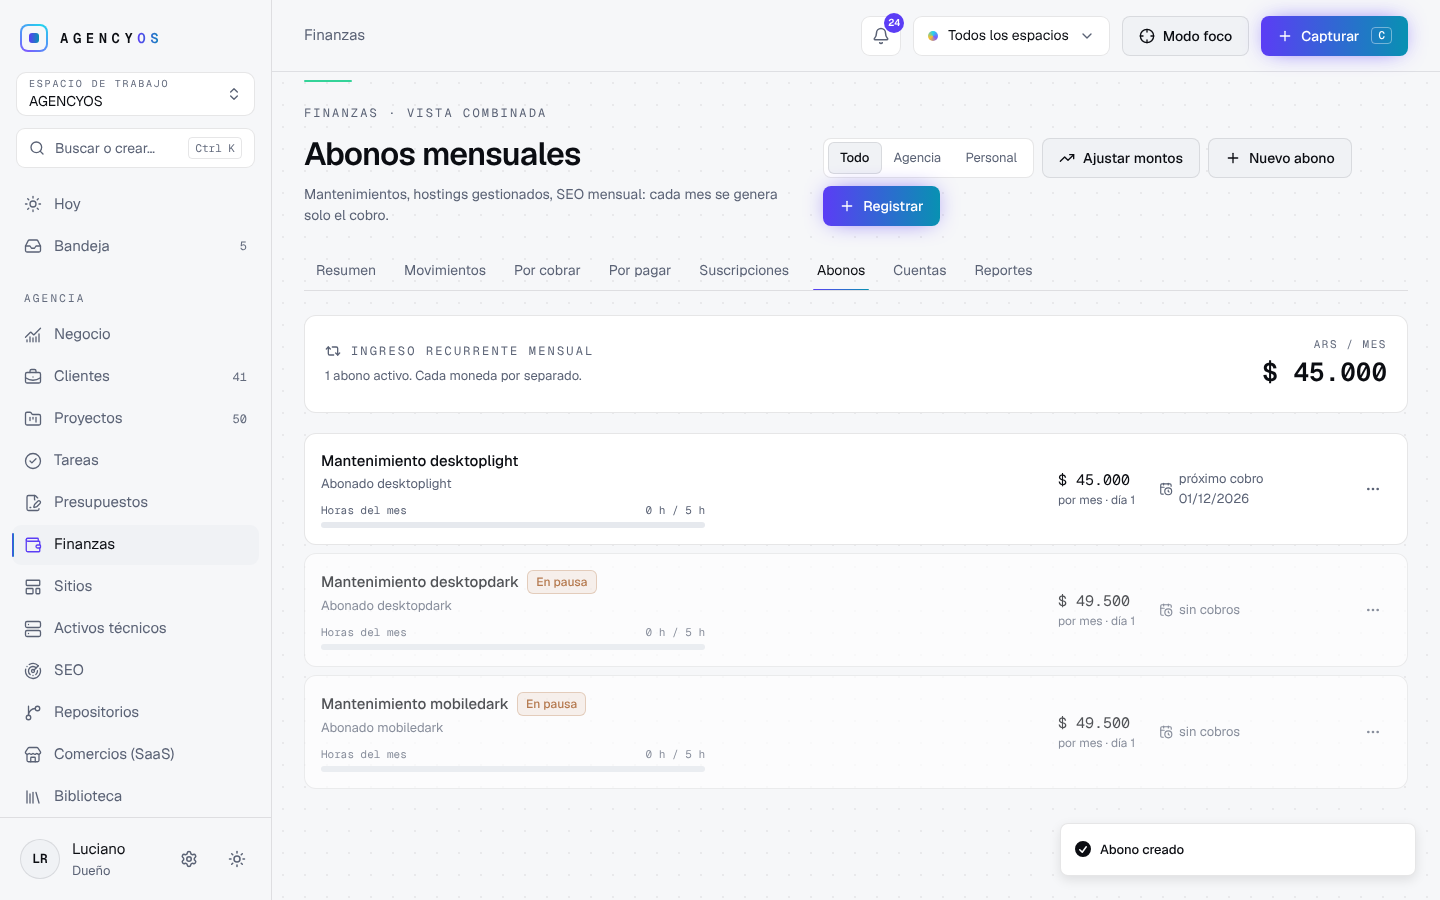 AGENCYOS
ESPACIO DE TRABAJO
AGENCYOS
Buscar o crear...
Ctrl K
Hoy
Bandeja 5
AGENCIA
Negocio
Clientes 41
Proyectos 50
Tareas
Presupuestos
Finanzas
Sitios
Activos técnicos
SEO
Repositorios
Comercios (SaaS)
Biblioteca
LR
Luciano
Dueño
Finanzas
24
Todos los espacios
Modo foco
Capturar C
FINANZAS · VISTA COMBINADA
Abonos mensuales
Mantenimientos, hostings gestionados, SEO mensual: cada mes se genera
solo el cobro.
Todo Agencia Personal
Ajustar montos
Nuevo abono
Registrar
Resumen Movimientos Por cobrar Por pagar Suscripciones Abonos Cuentas Reportes
INGRESO RECURRENTE MENSUAL
1 abono activo. Cada moneda por separado.
ARS / MES
$ 45.000
Mantenimiento desktoplight
Abonado desktoplight
Horas del mes 0 h / 5 h
$ 45.000
por mes · día 1
próximo cobro
01/12/2026
Mantenimiento desktopdark En pausa
Abonado desktopdark
Horas del mes 0 h / 5 h
$ 49.500
por mes · día 1
sin cobros
Mantenimiento mobiledark En pausa
Abonado mobiledark
Horas del mes 0 h / 5 h
$ 49.500
por mes · día 1
sin cobros
Abono creado